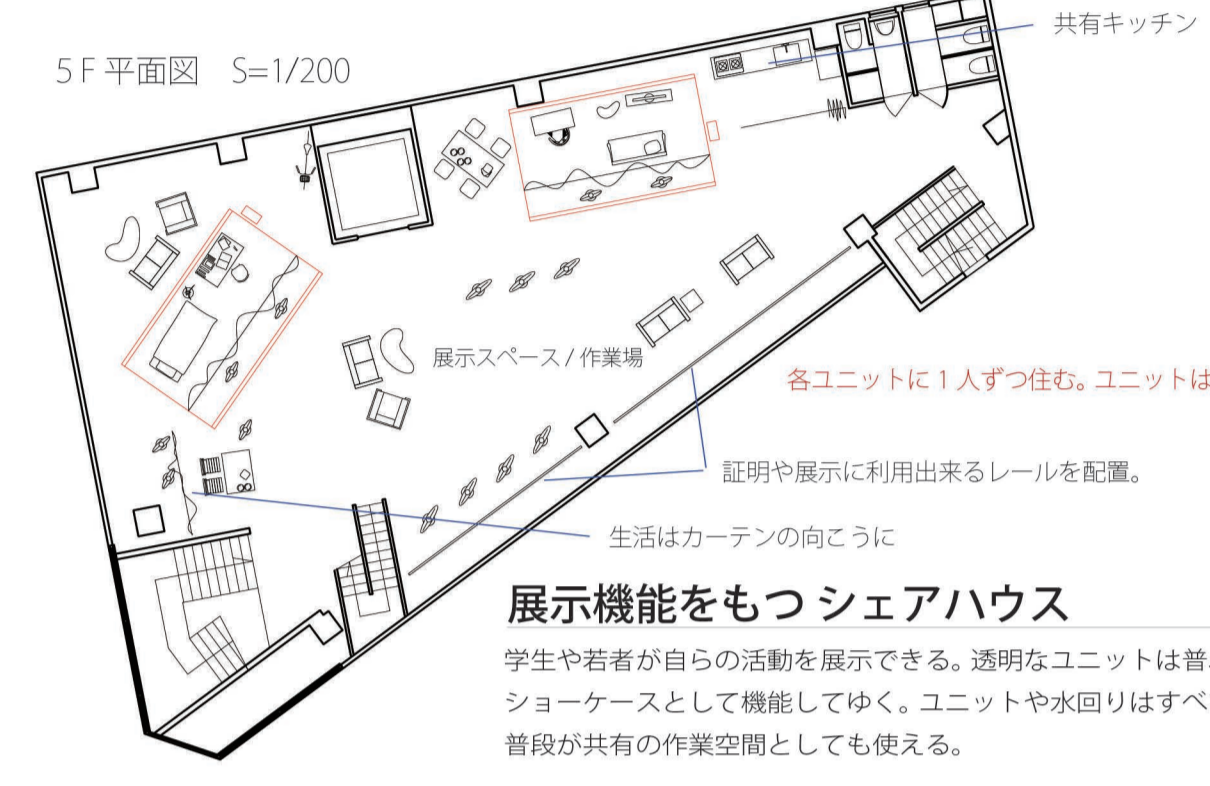 共有キッチン
5F平面図 S=1/200
展示スペース / 作業場
各ユニットに1人ずつ住む。ユニットは
証明や展示に利用出来るレールを配置。
生活はカーテンの向こうに
展示機能をもつ シェアハウス
学生や若者が自らの活動を展示できる。透明なユニットは普
ショーケースとして機能してゆく。ユニットや水回りはすべ
普段が共有の作業空間としても使える。